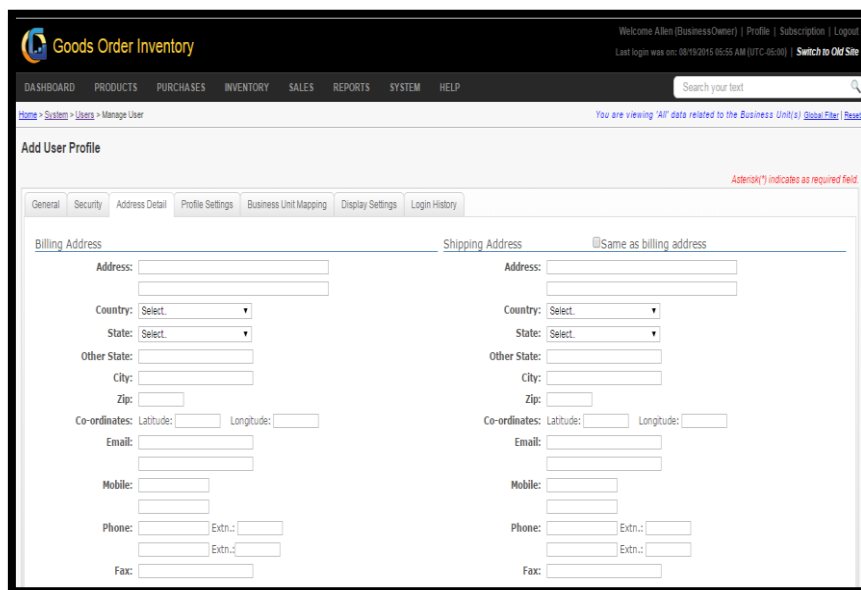 Welcome Allen (BusinessOwner) | Profile | Subscription | Logout
Goods Order Inventory
Last login was on: 08/19/2015 05:55 AM (UTC-05:00) | Switch to Old Site
DASHBOARD PRODUCTS PURCHASES INVENTORY SALES REPORTS SYSTEM HELP
Search your text
Home > System > Users > Manage User
You are viewing 'All' data related to the Business Unit(s) Global Filter | Reset
Add User Profile
Asterisk(*) indicates as required field.
General Security Address Detail Profile Settings Business Unit Mapping Display Settings Login History
Billing Address
Address:
Country: Select..
State: Select..
Other State:
City:
Zip:
Co-ordinates: Latitude: Longitude:
Email:
Mobile:
Phone: Extn.:
Extn.:
Fax:
Shipping Address Same as billing address
Address:
Country: Select..
State: Select..
Other State:
City:
Zip:
Co-ordinates: Latitude: Longitude:
Email:
Mobile:
Phone: Extn.:
Extn.:
Fax: